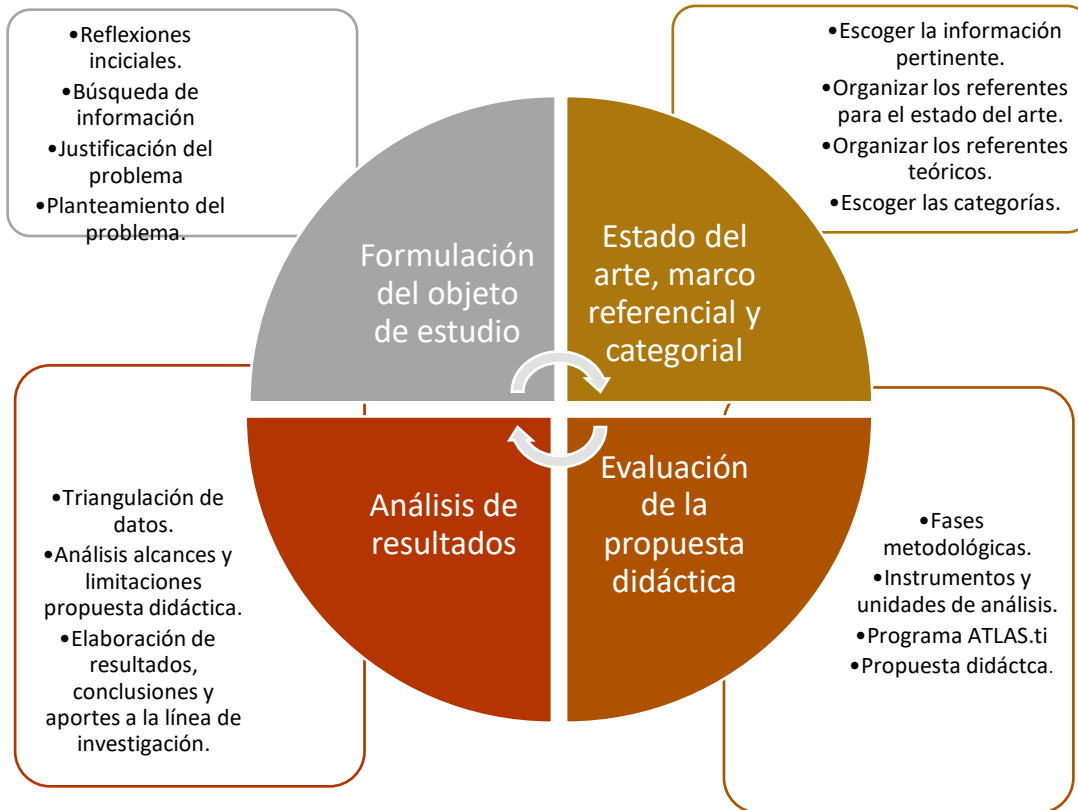 •Reflexiones
inciciales.
•Búsqueda de
información
•Justificación del
problema
•Planteamiento del
problema.
•Escoger la información
pertinente.
•Organizar los referentes
para el estado del arte.
•Organizar los referentes
teóricos.
•Escoger las categorías.
Formulación
del objeto
de estudio
Estado del
arte, marco
referencial y
categorial
Análisis de
resultados
Evaluación
de la
propuesta
didáctica
•Triangulación de
datos.
•Análisis alcances y
limitaciones
propuesta didáctica.
•Elaboración de
resultados,
conclusiones y
aportes a la línea de
investigación.
•Fases
metodológicas.
•Instrumentos y
unidades de análisis.
•Programa ATLAS.ti
•Propuesta didáctca.